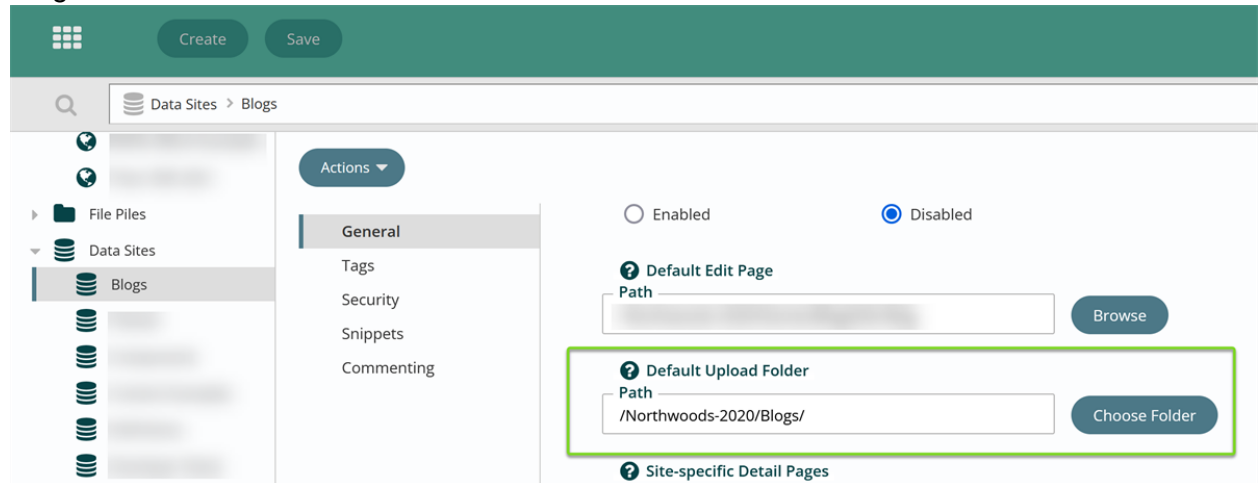 Create
Save
Data Sites > Blogs
File Piles
Data Sites
Blogs
Actions
General
Tags
Security
Snippets
Commenting
Enabled
Disabled
Default Edit Page
Path
Browse
Default Upload Folder
Path
/Northwoods-2020/Blogs/
Choose Folder
Site-specific Detail Pages